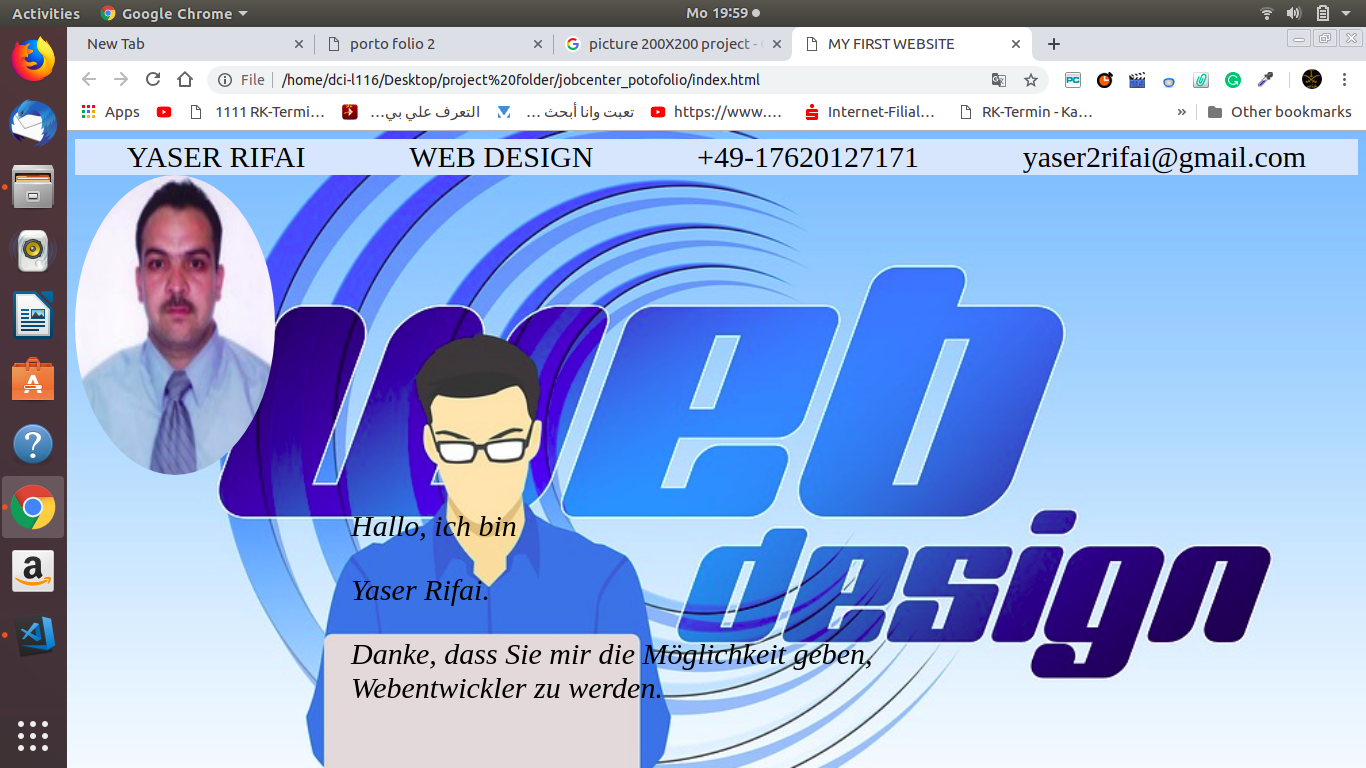 Activities
Google Chrome
Mo 19:59
New Tab
porto folio 2
picture 200X200 project -
MY FIRST WEBSITE
File
/home/dci-l116/Desktop/project%20folder/jobcenter_potofolio/index.html
PC
Apps
1111 RK-Termi…
التعرف علي بي…
تعبت وانا أبحث …
https://www.…
Internet-Filial…
RK-Termin - Ka…
»
Other bookmarks
YASER RIFAI
WEB DESIGN
+49-17620127171
yaser2rifai@gmail.com
web
design
Hallo, ich bin
Yaser Rifai.
Danke, dass Sie mir die Möglichkeit geben,
Webentwickler zu werden.